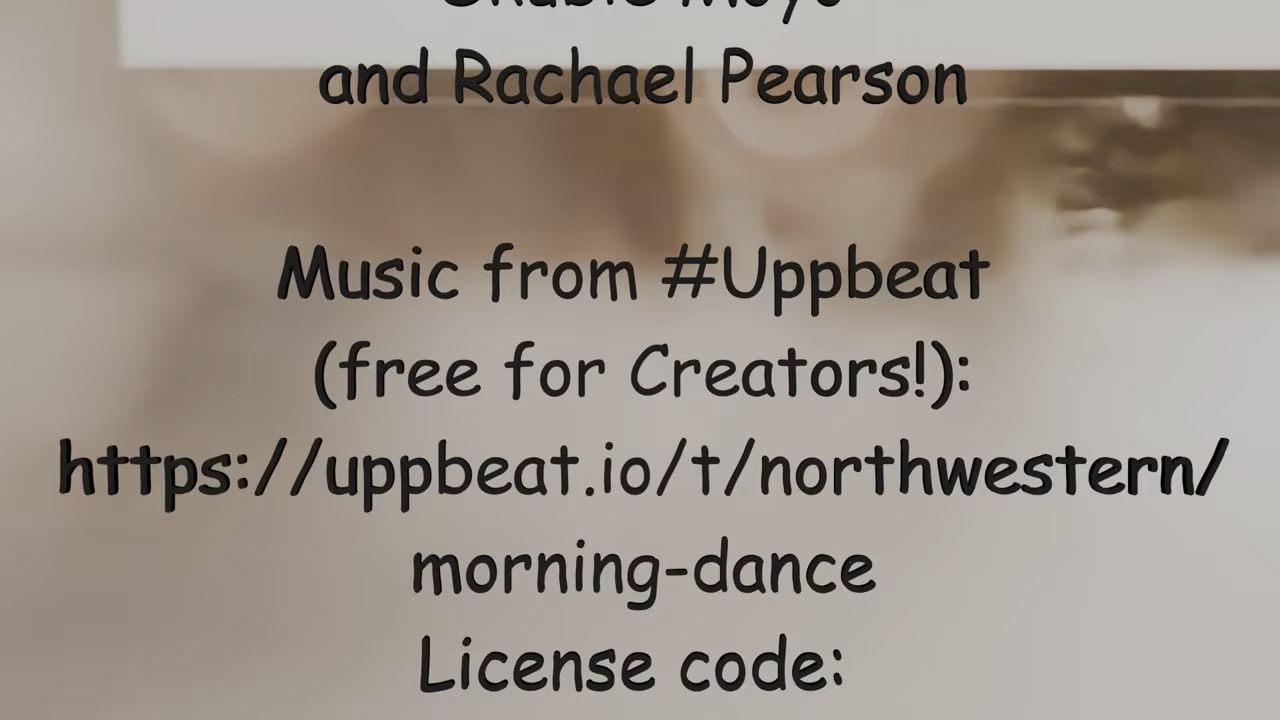 and Rachael Pearson
Music from #Uppbeat
(free for Creators!):
https://uppbeat.io/t/northwestern/
morning-dance
License code: